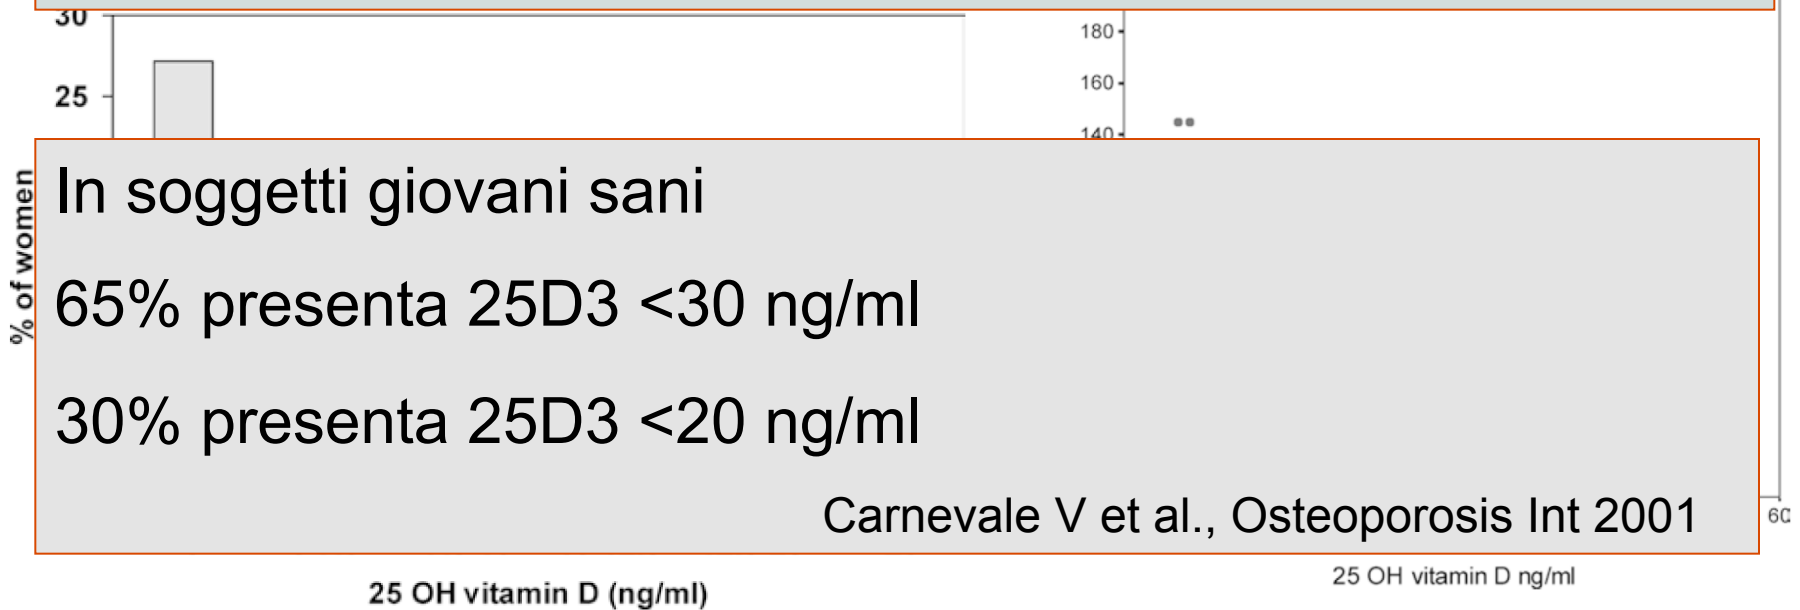 30
25
% of women
In soggetti giovani sani
65% presenta 25D3 <30 ng/ml
30% presenta 25D3 <20 ng/ml
Carnevale V et al., Osteoporosis Int 2001
25 OH vitamin D (ng/ml)
180
160
140
60
25 OH vitamin D ng/ml